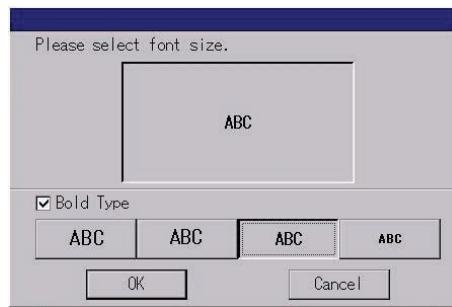 Please select font size.
ABC
Bold Type
ABC ABC ABC ABC
OK Cancel